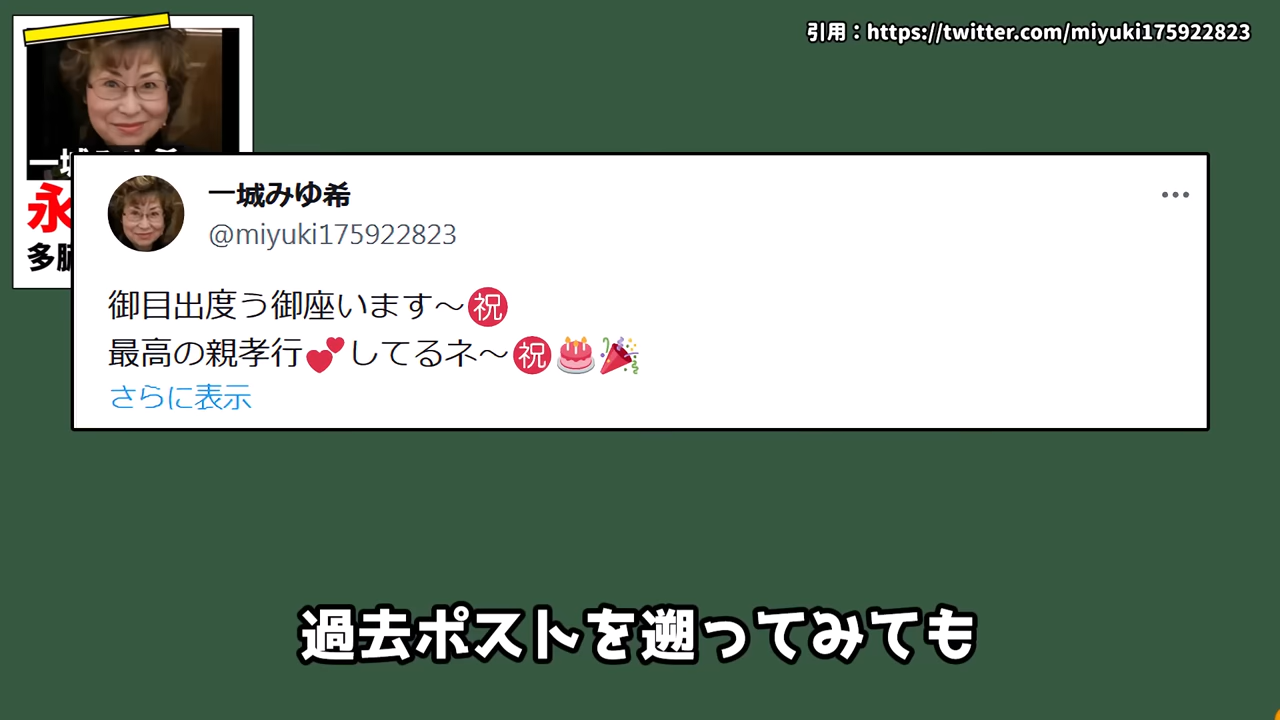 引用：https://twitter.com/miyuki175922823
一城みゆ希
@miyuki175922823
御目出度う御座います～㊗
最高の親孝行💕してるネ～㊗🎂🎉
さらに表示
永
多臓
過去ポストを遡ってみても